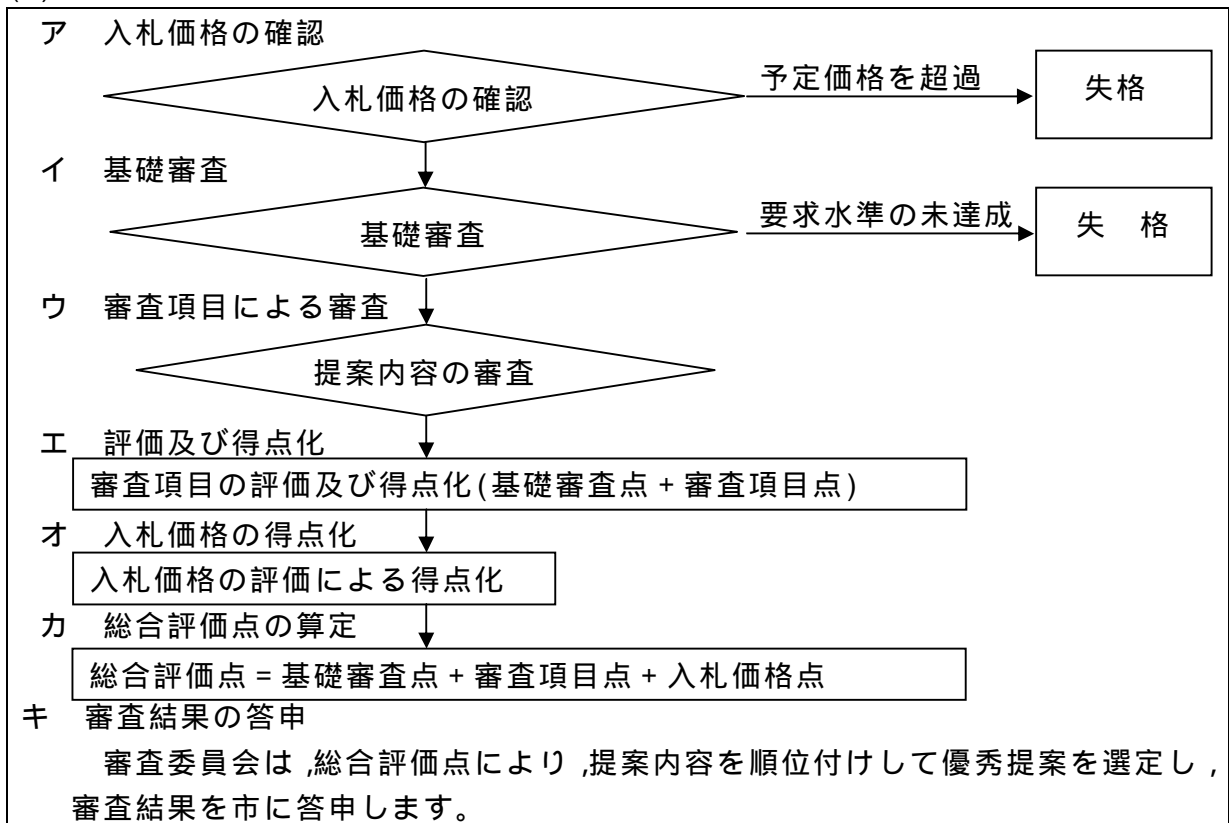 ア 入札価格の確認
入札価格の確認 予定価格を超過 失格
イ 基礎審査
基礎審査 要求水準の未達成 失 格
ウ 審査項目による審査
提案内容の審査
エ 評価及び得点化
審査項目の評価及び得点化(基礎審査点+審査項目点)
オ 入札価格の得点化
入札価格の評価による得点化
カ 総合評価点の算定
総合評価点=基礎審査点+審査項目点+入札価格点
キ 審査結果の答申
審査委員会は,総合評価点により,提案内容を順位付けして優秀提案を選定し,
審査結果を市に答申します。